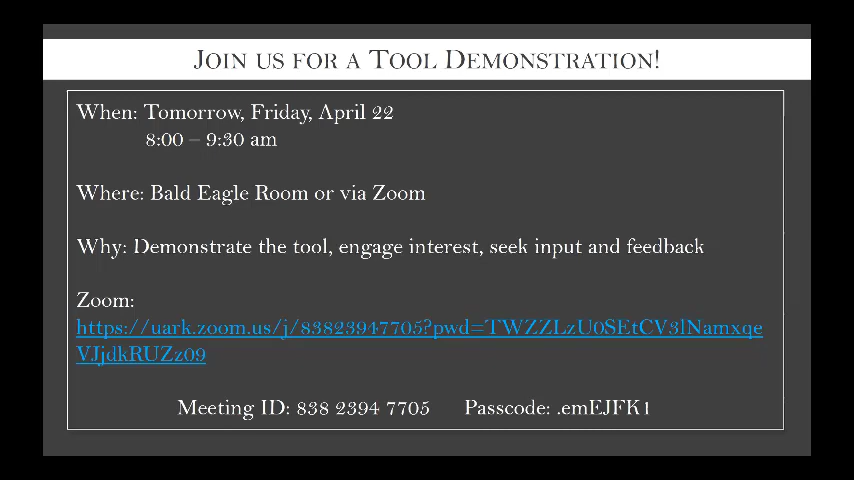 JOIN US FOR A TOOL DEMONSTRATION!
When: Tomorrow, Friday, April 22
8:00 – 9:30 am
Where: Bald Eagle Room or via Zoom
Why: Demonstrate the tool, engage interest, seek input and feedback
Zoom:
https://uark.zoom.us/j/83823947705?pwd=TWZZLzU0SEtCV3lNamxqe
VJjdkRUZz09
Meeting ID: 838 2394 7705 Passcode: .emEJFK1